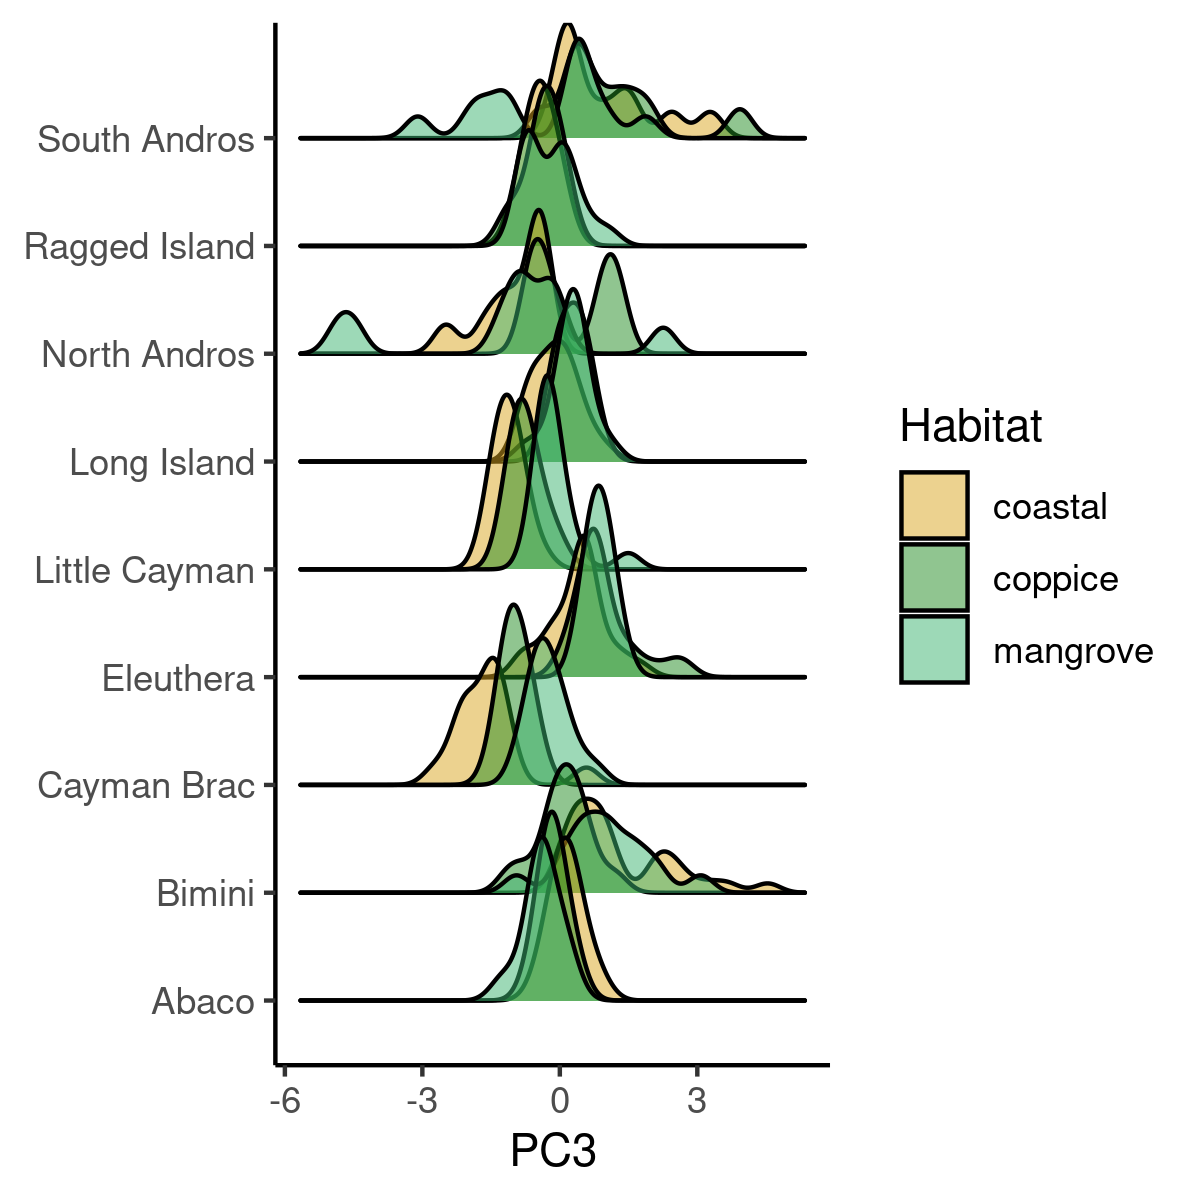 South Andros
Ragged Island
North Andros
Long Island
Little Cayman
Eleuthera
Cayman Brac
Bimini
Abaco
-6 -3 0 3
PC3
Habitat
coastal
coppice
mangrove